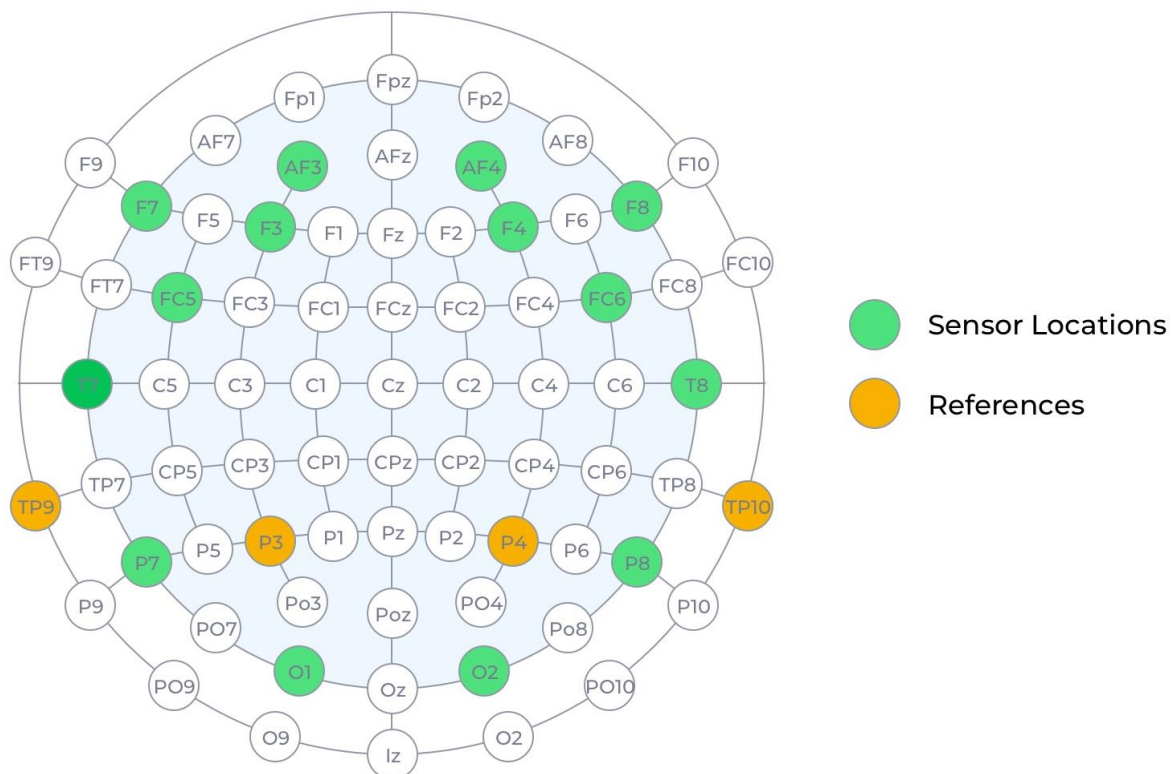 Fpz
Fp1
Fp2
AF7
AF8
AFz
F9
AF3
AF4
F10
F7
F5
F3
F1
Fz
F2
F4
F6
F8
FT9
FT7
FC5
FC3
FC1
FCz
FC2
FC4
FC6
FC8
FC10
T7
C5
C3
C1
Cz
C2
C4
C6
T8
TP9
TP7
CP5
CP3
CP1
CPz
CP2
CP4
CP6
TP8
TP10
P7
P5
P3
P1
Pz
P2
P4
P6
P8
P9
Po3
Poz
PO4
P10
PO7
Po8
PO9
O1
Oz
O2
PO10
O9
Iz
O2
Sensor Locations
References